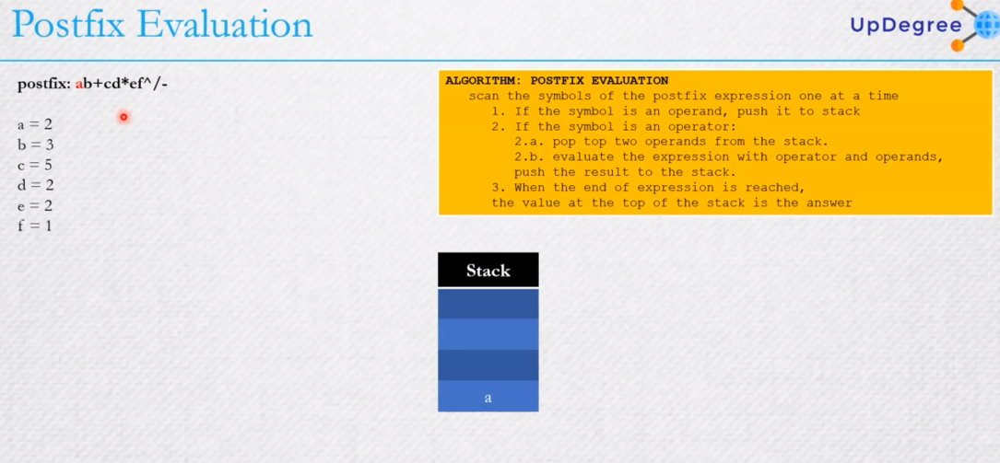 Postfix Evaluation
UpDegree
postfix: ab+cd*ef^/-
a = 2
b = 3
c = 5
d = 2
e = 2
f = 1
ALGORITHM: POSTFIX EVALUATION
scan the symbols of the postfix expression one at a time
1. If the symbol is an operand, push it to stack
2. If the symbol is an operator:
2.a. pop top two operands from the stack.
2.b. evaluate the expression with operator and operands,
push the result to the stack.
3. When the end of expression is reached,
the value at the top of the stack is the answer
Stack
a